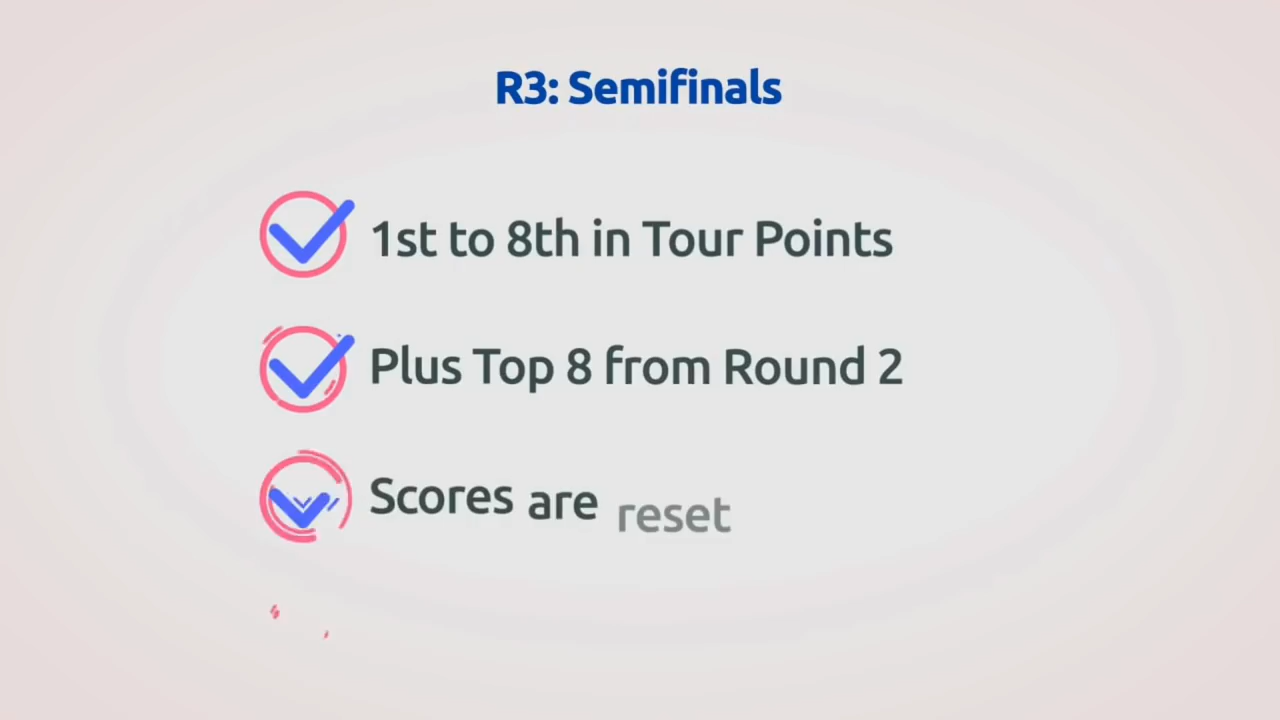 R3: Semifinals
1st to 8th in Tour Points
Plus Top 8 from Round 2
Scores are reset